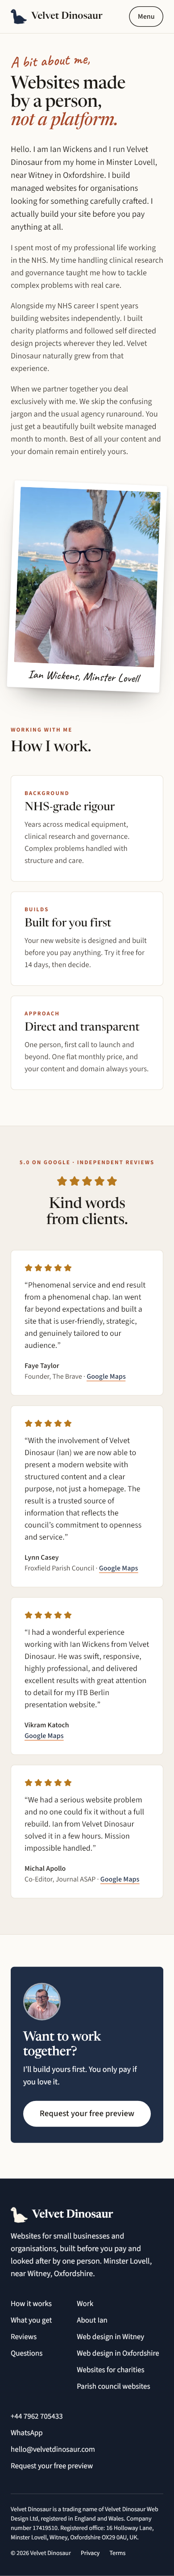 Velvet Dinosaur
Menu
A bit about me,
Websites made
by a person,
not a platform.
Hello. I am Ian Wickens and I run Velvet
Dinosaur from my home in Minster Lovell,
near Witney in Oxfordshire. I build
managed websites for organisations
looking for something carefully crafted. I
actually build your site before you pay
anything at all.
I spent most of my professional life working
in the NHS. My time handling clinical research
and governance taught me how to tackle
complex problems with real care.
Alongside my NHS career I spent years
building websites independently. I built
charity platforms and followed self directed
design projects wherever they led. Velvet
Dinosaur naturally grew from that
experience.
When we partner together you deal
exclusively with me. We skip the confusing
jargon and the usual agency runaround. You
just get a beautifully built website managed
month to month. Best of all your content and
your domain remain entirely yours.
Ian Wickens, Minster Lovell
WORKING WITH ME
How I work.
BACKGROUND
NHS-grade rigour
Years across medical equipment,
clinical research and governance.
Complex problems handled with
structure and care.
BUILDS
Built for you first
Your new website is designed and built
before you pay anything. Try it free for
14 days, then decide.
APPROACH
Direct and transparent
One person, first call to launch and
beyond. One flat monthly price, and
your content and domain always yours.
5.0 ON GOOGLE · INDEPENDENT REVIEWS
Kind words
from clients.
“Phenomenal service and end result
from a phenomenal chap. Ian went
far beyond expectations and built a
site that is user-friendly, strategic,
and genuinely tailored to our
audience.”
Faye Taylor
Founder, The Brave · Google Maps
“With the involvement of Velvet
Dinosaur (Ian) we are now able to
present a modern website with
structured content and a clear
purpose, not just a homepage. The
result is a trusted source of
information that reflects the
council’s commitment to openness
and service.”
Lynn Casey
Froxfield Parish Council · Google Maps
“I had a wonderful experience
working with Ian Wickens from Velvet
Dinosaur. He was swift, responsive,
highly professional, and delivered
excellent results with great attention
to detail for my ITB Berlin
presentation website.”
Vikram Katoch
Google Maps
“We had a serious website problem
and no one could fix it without a full
rebuild. Ian from Velvet Dinosaur
solved it in a few hours. Mission
impossible handled.”
Michal Apollo
Co-Editor, Journal ASAP · Google Maps
Want to work
together?
I’ll build yours first. You only pay if
you love it.
Request your free preview
Velvet Dinosaur
Websites for small businesses and
organisations, built before you pay and
looked after by one person. Minster Lovell,
near Witney, Oxfordshire.
How it works
What you get
Reviews
Questions
Work
About Ian
Web design in Witney
Web design in Oxfordshire
Websites for charities
Parish council websites
+44 7962 705433
WhatsApp
hello@velvetdinosaur.com
Request your free preview
Velvet Dinosaur is a trading name of Velvet Dinosaur Web
Design Ltd, registered in England and Wales. Company
number 17419510. Registered office: 16 Holloway Lane,
Minster Lovell, Witney, Oxfordshire OX29 0AU, UK.
© 2026 Velvet Dinosaur Privacy Terms